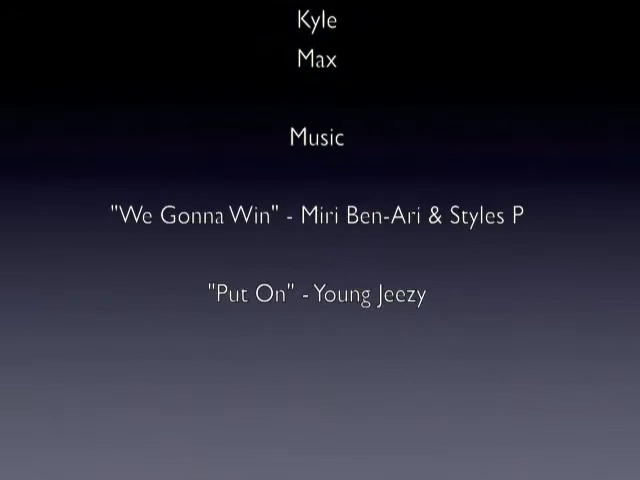 Kyle
Max
Music
"We Gonna Win" - Miri Ben-Ari & Styles P
"Put On" - Young Jeezy